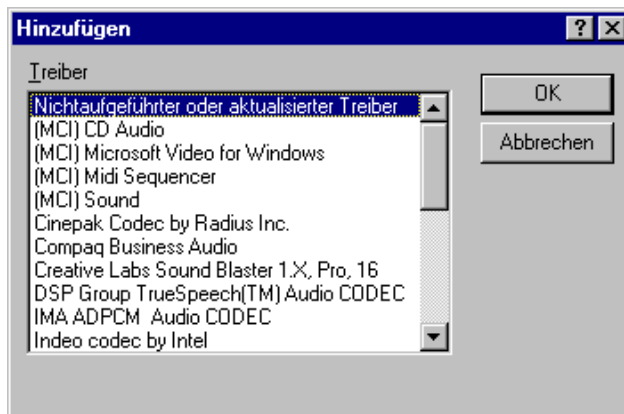 Hinzufügen
Treiber
Nichtaufgeführter oder aktualisierter Treiber
(MCI) CD Audio
(MCI) Microsoft Video for Windows
(MCI) Midi Sequencer
(MCI) Sound
Cinepak Codec by Radius Inc.
Compaq Business Audio
Creative Labs Sound Blaster 1.X, Pro, 16
DSP Group TrueSpeech(TM) Audio CODEC
IMA ADPCM  Audio CODEC
Indeo codec by Intel
OK
Abbrechen